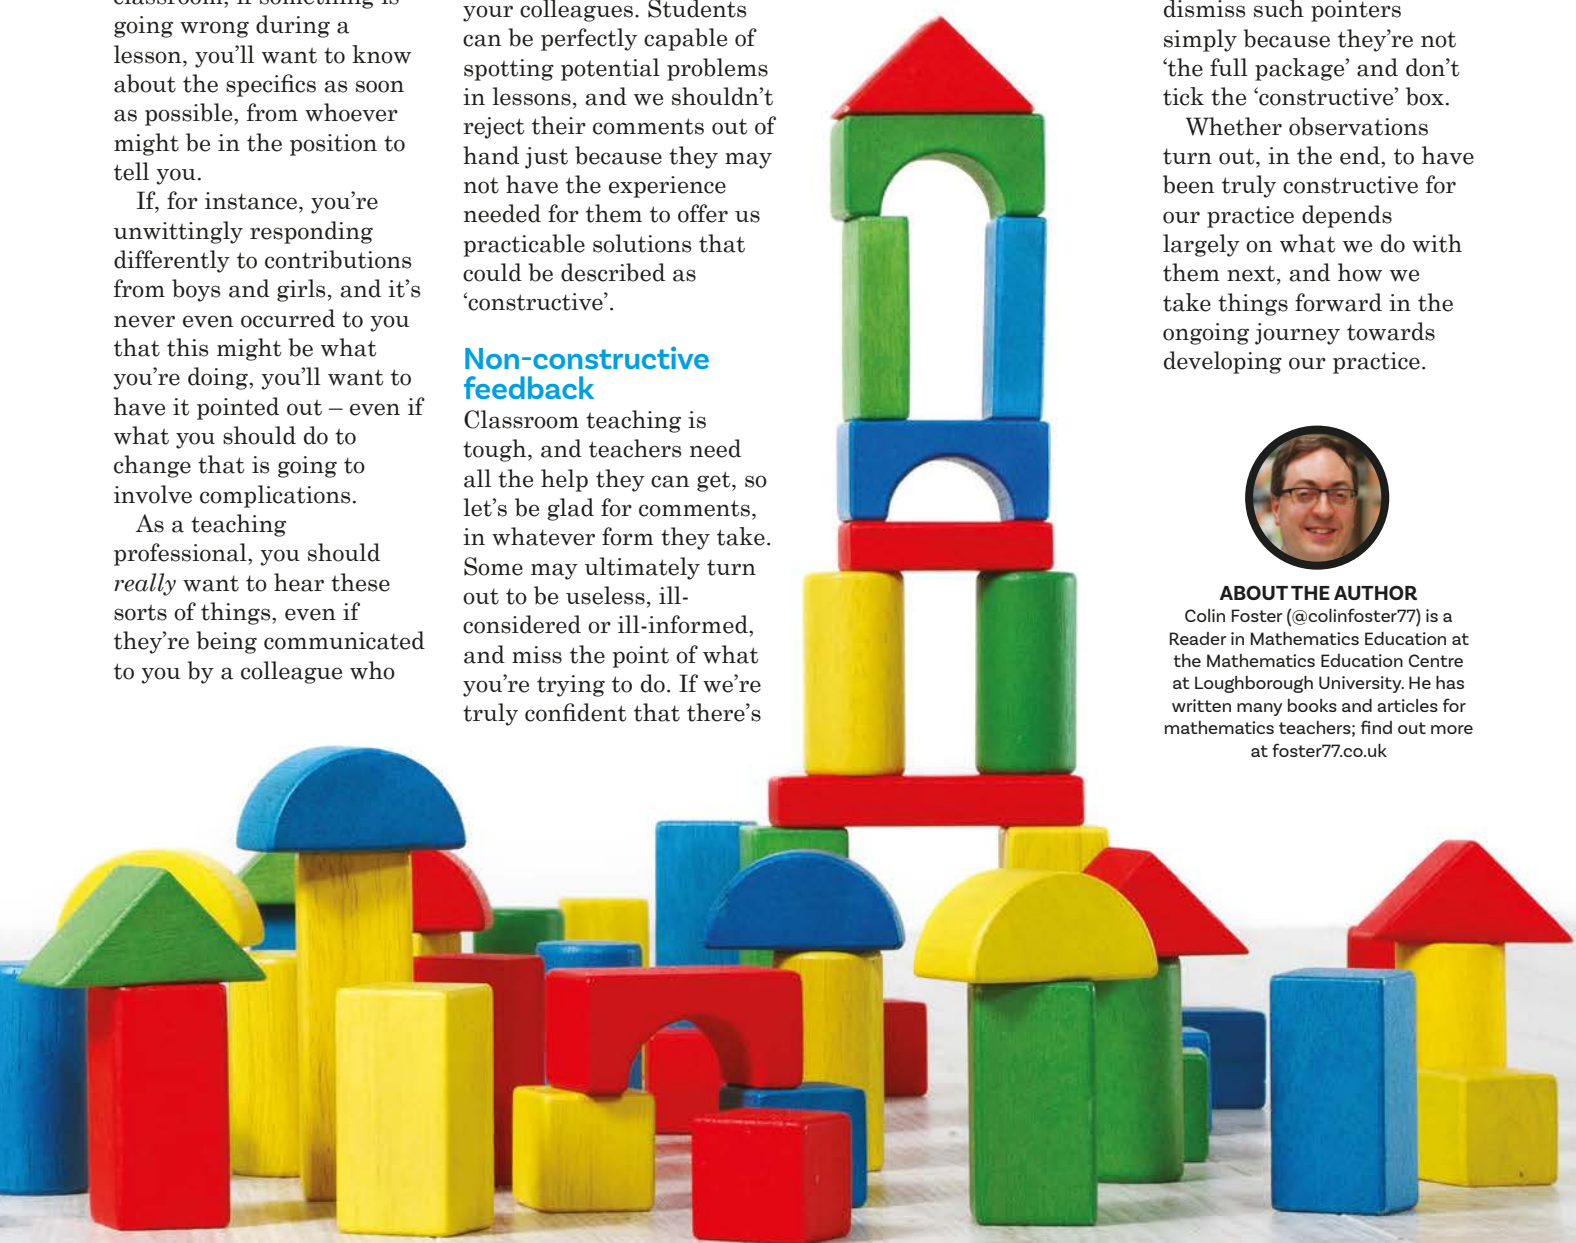 going wrong during a
lesson, you'll want to know
about the specifics as soon
as possible, from whoever
might be in the position to
tell you.
If, for instance, you're
unwittingly responding
differently to contributions
from boys and girls, and it's
never even occurred to you
that this might be what
you're doing, you'll want to
have it pointed out – even if
what you should do to
change that is going to
involve complications.
As a teaching
professional, you should
really want to hear these
sorts of things, even if
they're being communicated
to you by a colleague who
your colleagues. Students
can be perfectly capable of
spotting potential problems
in lessons, and we shouldn't
reject their comments out of
hand just because they may
not have the experience
needed for them to offer us
practicable solutions that
could be described as
‘constructive’.
Non-constructive
feedback
Classroom teaching is
tough, and teachers need
all the help they can get, so
let's be glad for comments,
in whatever form they take.
Some may ultimately turn
out to be useless, ill-
considered or ill-informed,
and miss the point of what
you're trying to do. If we're
truly confident that there's
dismiss such pointers
simply because they're not
‘the full package’ and don't
tick the ‘constructive’ box.
Whether observations
turn out, in the end, to have
been truly constructive for
our practice depends
largely on what we do with
them next, and how we
take things forward in the
ongoing journey towards
developing our practice.
ABOUT THE AUTHOR
Colin Foster (@colinfoster77) is a
Reader in Mathematics Education at
the Mathematics Education Centre
at Loughborough University. He has
written many books and articles for
mathematics teachers; find out more
at foster77.co.uk